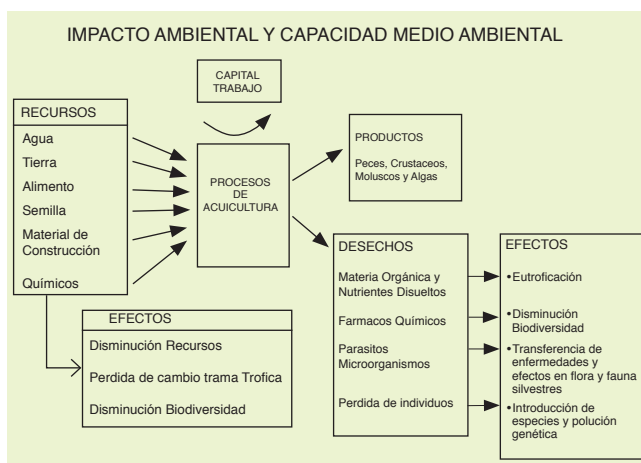 IMPACTO AMBIENTAL Y CAPACIDAD MEDIO AMBIENTAL
CAPITAL
TRABAJO
RECURSOS
Agua
Tierra
Alimento
Semilla
Material de
Construcción
Químicos
PROCESOS
DE
ACUICULTURA
PRODUCTOS
Peces, Crustaceos,
Moluscos y Algas
DESECHOS
Materia Orgánica y
Nutrientes Disueltos
Farmacos Químicos
Parasitos
Microorganismos
Perdida de individuos
EFECTOS
•Eutroficación
•Disminución
Biodiversidad
•Transferencia de
enfermedades y
efectos en flora y fauna
silvestres
•Introducción de
especies y polución
genética
EFECTOS
Disminución Recursos
Perdida de cambio trama Trofica
Disminución Biodiversidad